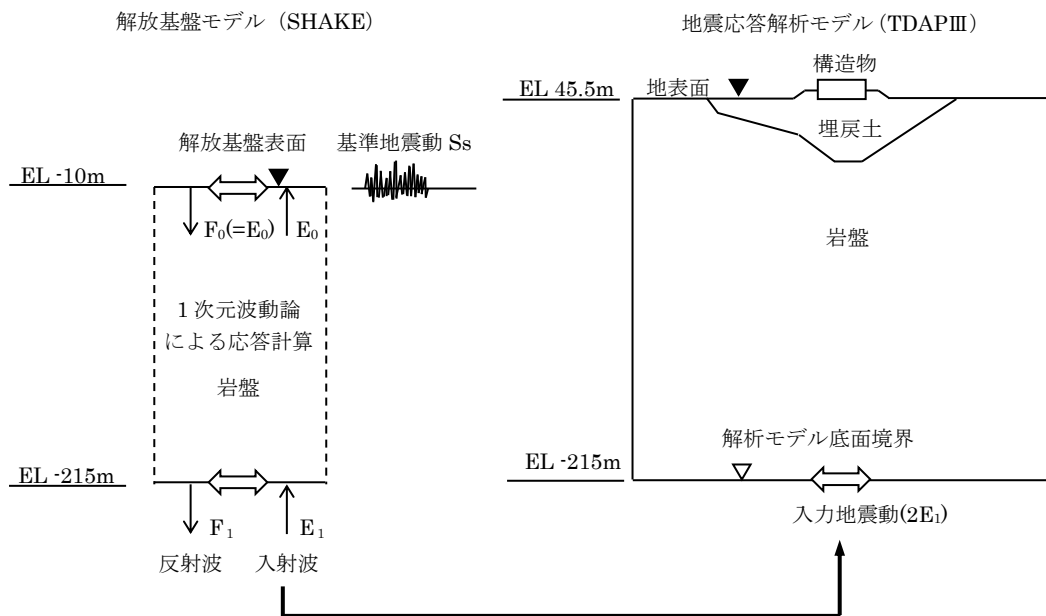 解放基盤モデル（SHAKE）
解放基盤表面
基準地震動 Ss
EL -10m
F₀(=E₀)
E₀
1次元波動論
による応答計算
岩盤
EL -215m
F₁
E₁
反射波
入射波
地震応答解析モデル（TDAPⅢ）
構造物
EL 45.5m
地表面
埋戻土
岩盤
解析モデル底面境界
EL -215m
入力地震動(2E₁)